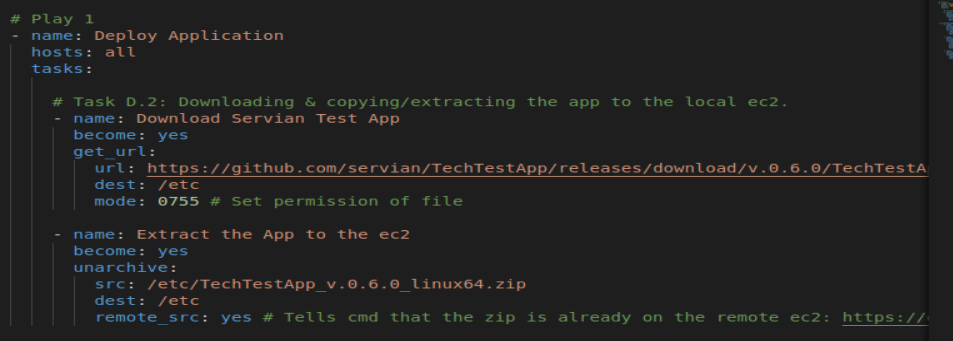 # Play 1
- name: Deploy Application
hosts: all
tasks:
# Task D.2: Downloading & copying/extracting the app to the local ec2.
- name: Download Servian Test App
become: yes
get_url:
url: https://github.com/servian/TechTestApp/releases/download/v.0.6.0/TechTestA
dest: /etc
mode: 0755 # Set permission of file
- name: Extract the App to the ec2
become: yes
unarchive:
src: /etc/TechTestApp_v.0.6.0_linux64.zip
dest: /etc
remote_src: yes # Tells cmd that the zip is already on the remote ec2: https://